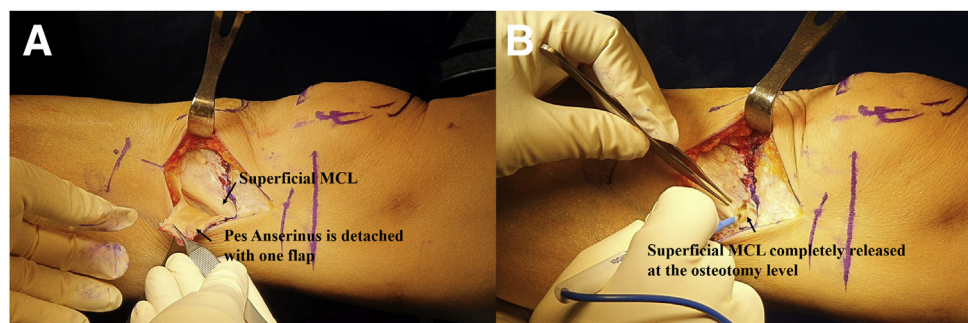 A
B
Superficial MCL
Pes Anserinus is detached
with one flap
Superficial MCL completely released
at the osteotomy level